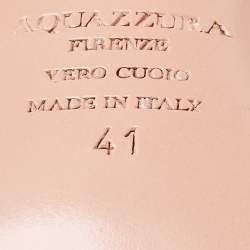 AQUAZZURA
FIRENZE
VERO CUOIO
MADE IN ITALY
41